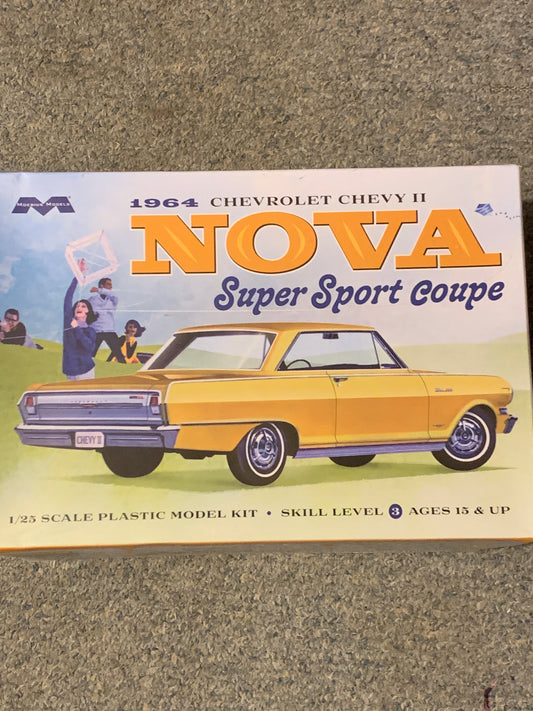 MOEBIUS MODELS
1964 CHEVROLET CHEVY II
NOVA
Super Sport Coupe
CHEVY II
1/25 SCALE PLASTIC MODEL KIT • SKILL LEVEL 3 AGES 15 & UP